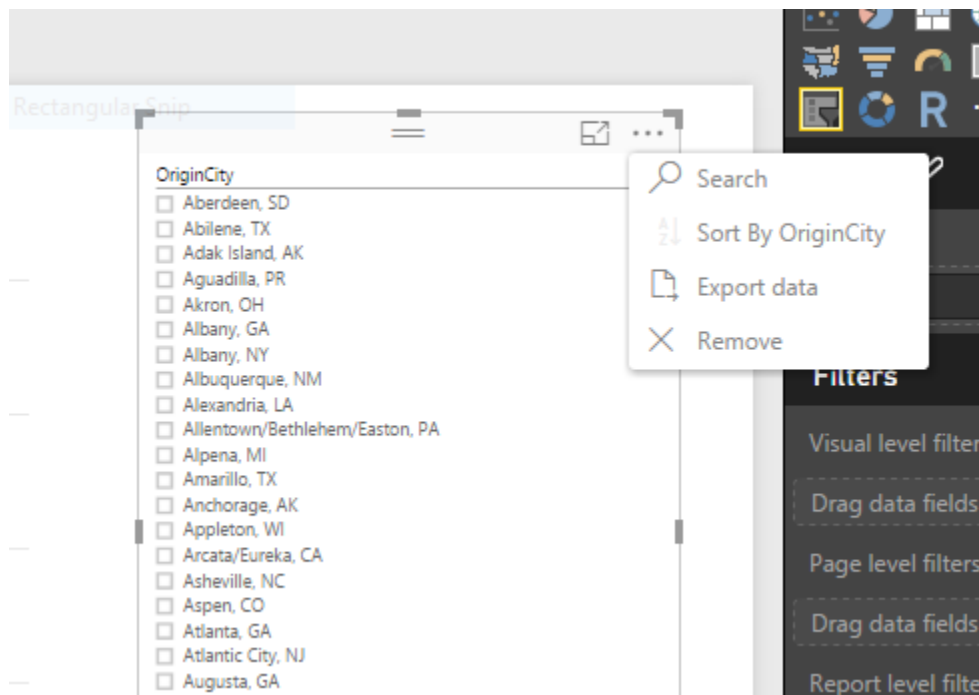 Rectangular Snip
OriginCity
Aberdeen, SD
Abilene, TX
Adak Island, AK
Aguadilla, PR
Akron, OH
Albany, GA
Albany, NY
Albuquerque, NM
Alexandria, LA
Allentown/Bethlehem/Easton, PA
Alpena, MI
Amarillo, TX
Anchorage, AK
Appleton, WI
Arcata/Eureka, CA
Asheville, NC
Aspen, CO
Atlanta, GA
Atlantic City, NJ
Augusta, GA
Search
Sort By OriginCity
Export data
Remove
R
Filters
Visual level filter
Drag data fields
Page level filters
Drag data fields
Report level filte